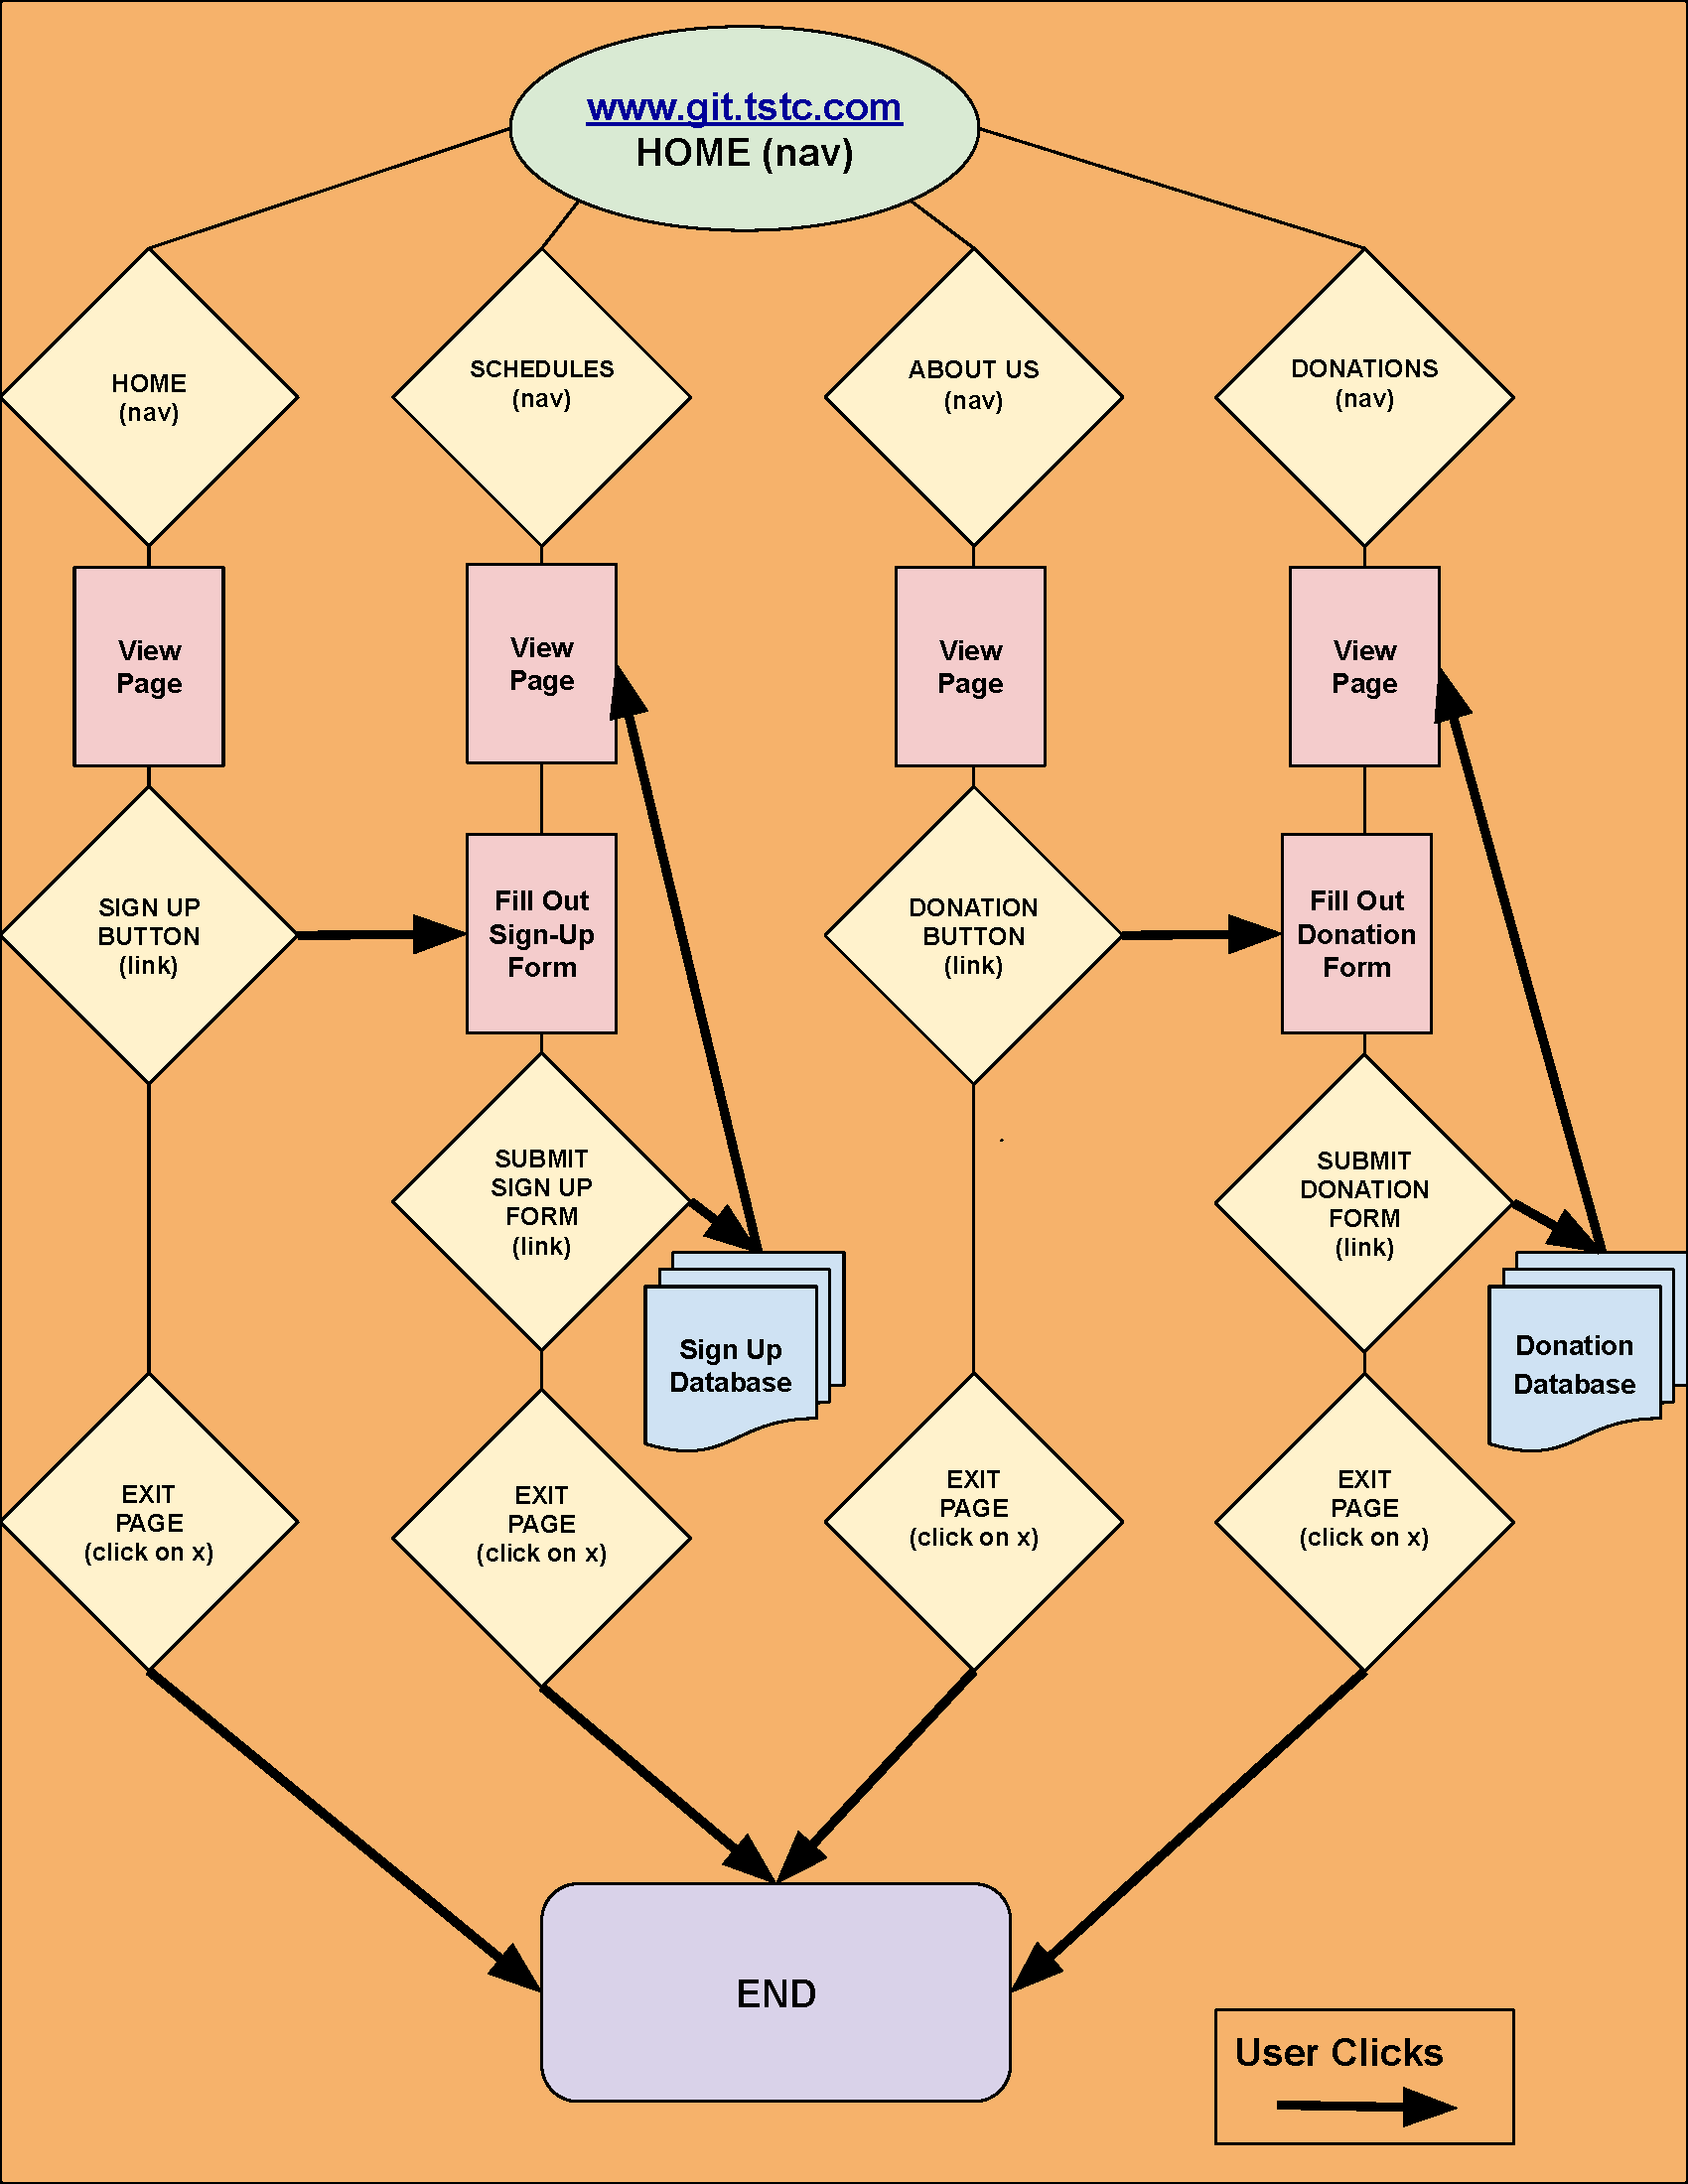 www.git.tstc.com
HOME (nav)
HOME
(nav)
SCHEDULES
(nav)
ABOUT US
(nav)
DONATIONS
(nav)
View
Page
View
Page
View
Page
View
Page
SIGN UP
BUTTON
(link)
Fill Out
Sign-Up
Form
DONATION
BUTTON
(link)
Fill Out
Donation
Form
SUBMIT
SIGN UP
FORM
(link)
SUBMIT
DONATION
FORM
(link)
Sign Up
Database
Donation
Database
EXIT
PAGE
(click on x)
EXIT
PAGE
(click on x)
EXIT
PAGE
(click on x)
EXIT
PAGE
(click on x)
END
User Clicks